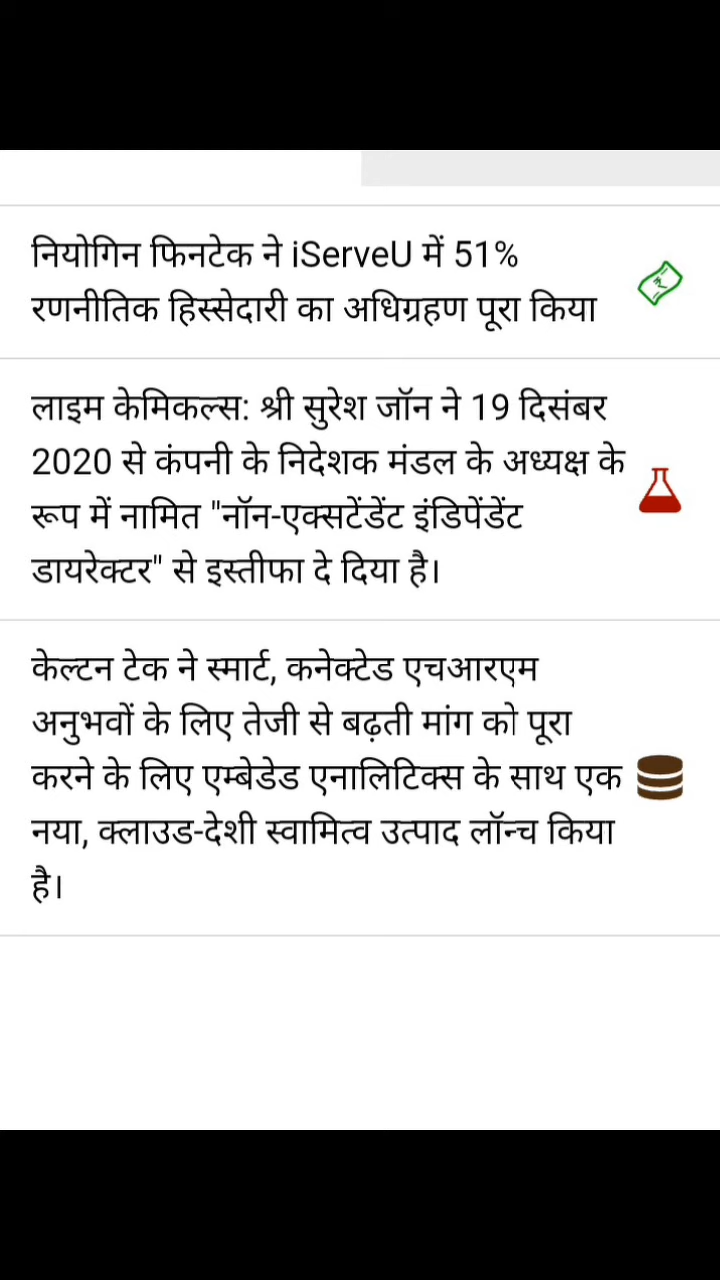 नियोगिन फिनटेक ने iServeU में 51%
रणनीतिक हिस्सेदारी का अधिग्रहण पूरा किया
लाइम केमिकल्स: श्री सुरेश जॉन ने 19 दिसंबर
2020 से कंपनी के निदेशक मंडल के अध्यक्ष के
रूप में नामित "नॉन-एक्सटेंडेंट इंडिपेंडेंट
डायरेक्टर" से इस्तीफा दे दिया है।
केल्टन टेक ने स्मार्ट, कनेक्टेड एचआरएम
अनुभवों के लिए तेजी से बढ़ती मांग को पूरा
करने के लिए एम्बेडेड एनालिटिक्स के साथ एक
नया, क्लाउड-देशी स्वामित्व उत्पाद लॉन्च किया
है।